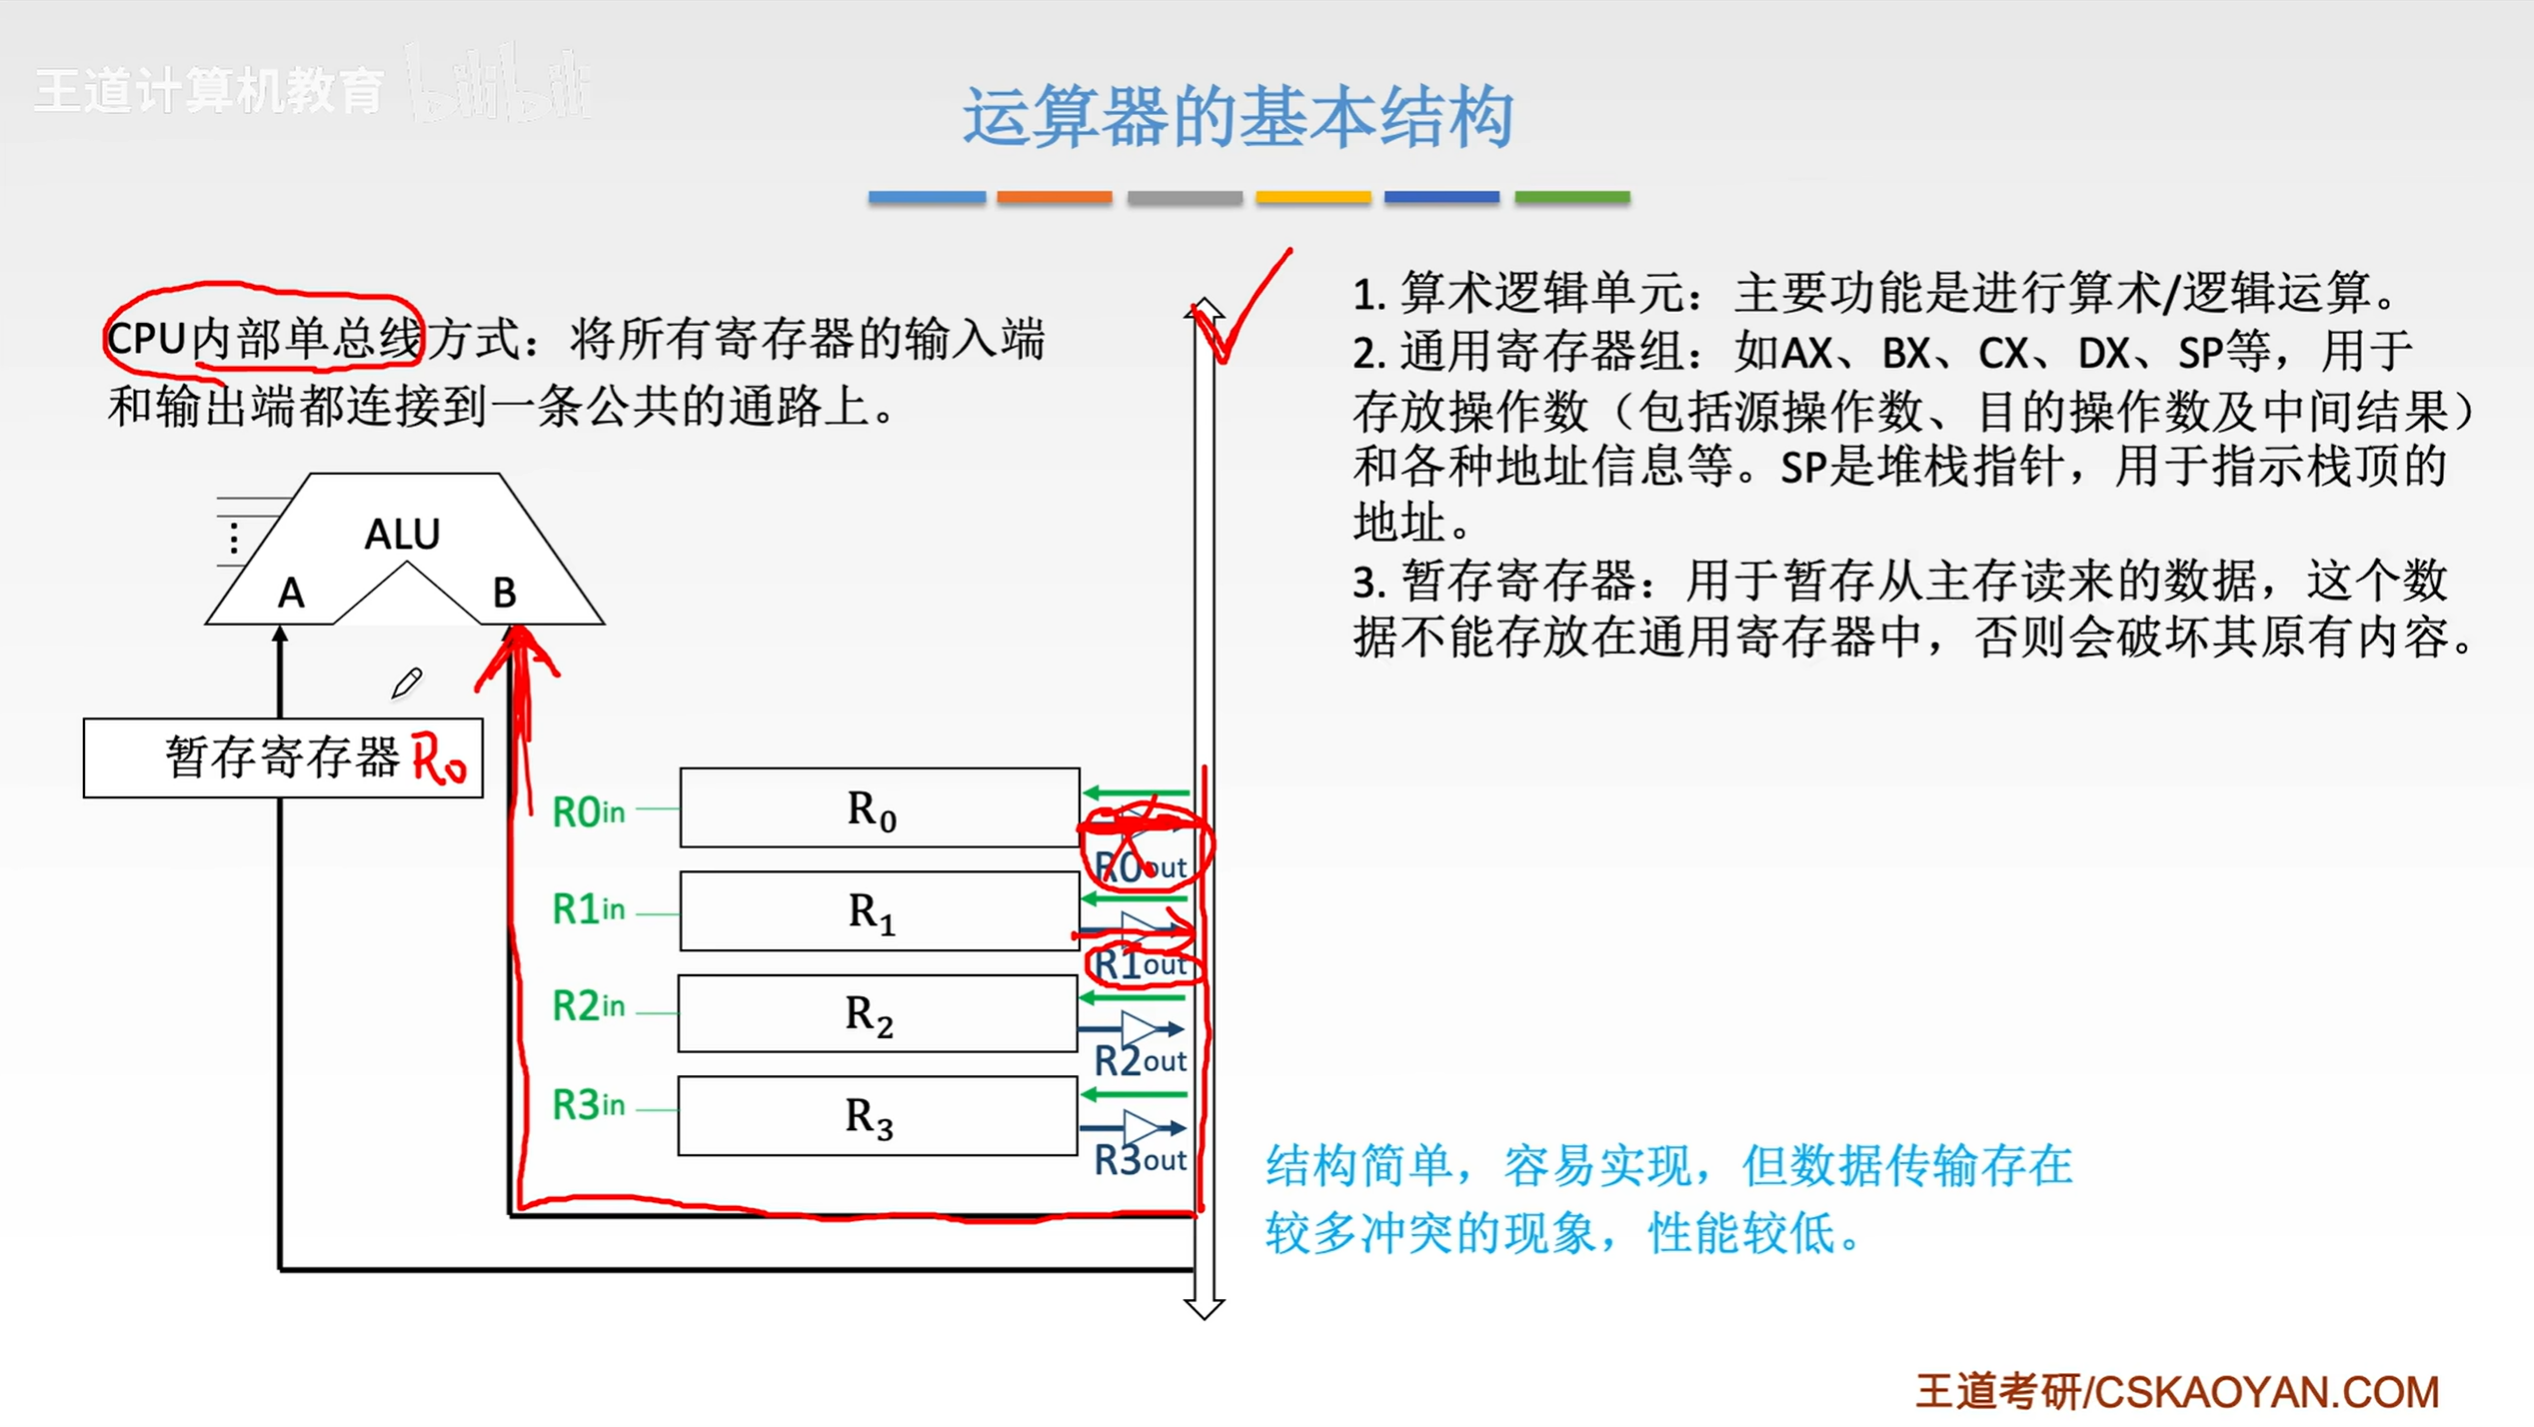 王道计算机教育 bilibili
运算器的基本结构
CPU内部单总线方式：将所有寄存器的输入端
和输出端都连接到一条公共的通路上。
ALU
A B
暂存寄存器 R₀
R0in R₀
R0out
R1in R₁
R1out
R2in R₂
R2out
R3in R₃
R3out
1. 算术逻辑单元：主要功能是进行算术/逻辑运算。
2. 通用寄存器组：如AX、BX、CX、DX、SP等，用于
存放操作数（包括源操作数、目的操作数及中间结果）
和各种地址信息等。SP是堆栈指针，用于指示栈顶的
地址。
3. 暂存寄存器：用于暂存从主存读来的数据，这个数
据不能存放在通用寄存器中，否则会破坏其原有内容。
结构简单，容易实现，但数据传输存在
较多冲突的现象，性能较低。
王道考研/CSKAOYAN.COM